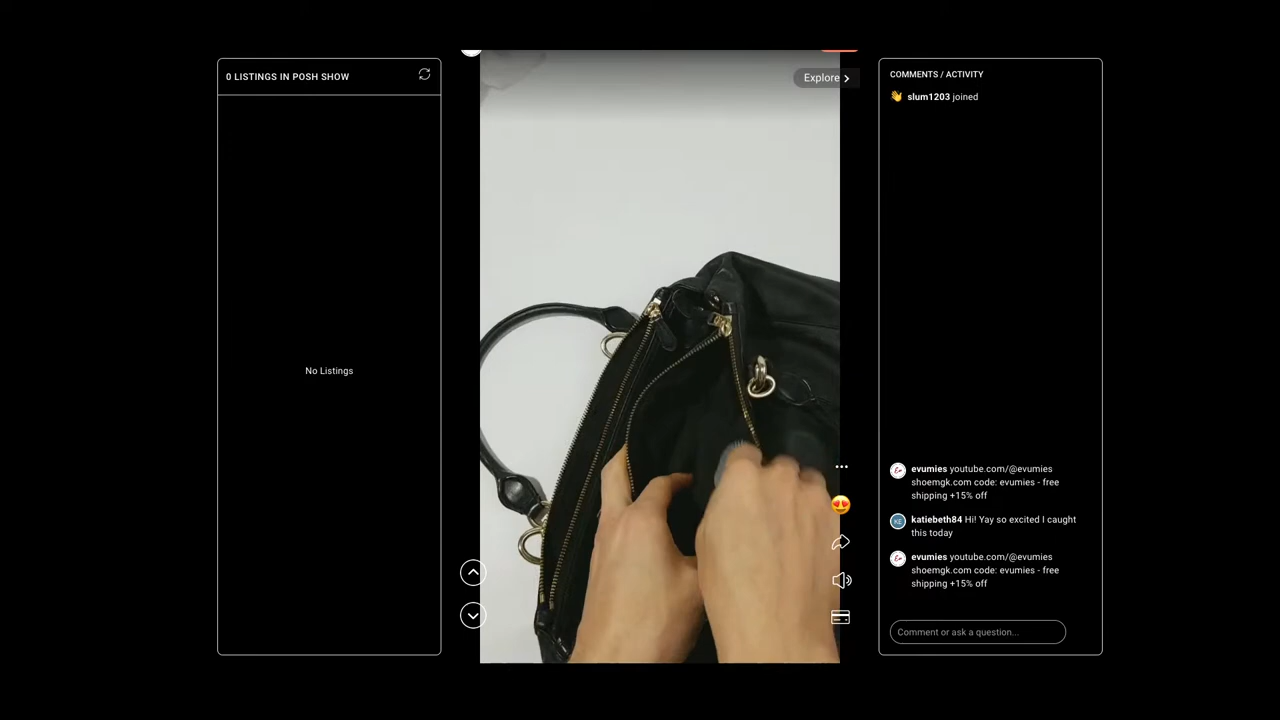 0 LISTINGS IN POSH SHOW
No Listings
Explore
COMMENTS / ACTIVITY
slum1203 joined
evumies youtube.com/@evumies
shoemgk.com code: evumies - free
shipping +15% off
KE
katiebeth84 Hi! Yay so excited I caught
this today
evumies youtube.com/@evumies
shoemgk.com code: evumies - free
shipping +15% off
Comment or ask a question...